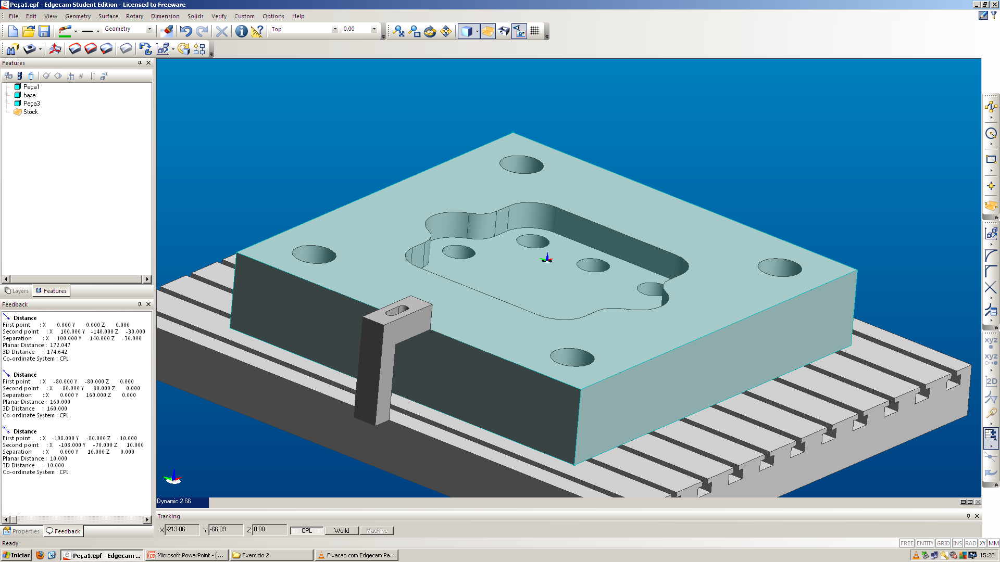 Peça1.epf - Edgecam Student Edition - Licensed to Freeware
File Edit View Geometry Surface Rotary Dimension Solids Verify Custom Options Help
Geometry Top 0.00
Features
Peça1
base
Peça3
Stock
Layers Features
Feedback
Distance
First point : X 0.000 Y 0.000 Z 0.000
Second point : X 100.000 Y -140.000 Z -30.000
Separation : X 100.000 Y -140.000 Z -30.000
Planar Distance : 172.047
3D Distance : 174.642
Co-ordinate System : CPL
Distance
First point : X -80.000 Y -80.000 Z 0.000
Second point : X -80.000 Y 80.000 Z 0.000
Separation : X 0.000 Y 160.000 Z 0.000
Planar Distance : 160.000
3D Distance : 160.000
Co-ordinate System : CPL
Distance
First point : X -108.000 Y -80.000 Z 10.000
Second point : X -108.000 Y -70.000 Z 10.000
Separation : X 0.000 Y 10.000 Z 0.000
Planar Distance : 10.000
3D Distance : 10.000
Co-ordinate System : CPL
Properties Feedback
xyz
xyz
2D
Dynamic 2.66
Tracking
X -213.06 Y -66.09 Z 0.00 CPL World Machine
Ready
FREE ENTITY GRID INS RAD XY MM
Iniciar Peça1.epf - Edgecam ... Microsoft PowerPoint - [... Exercicio 2 Fixacao com Edgecam Pa... 15:28